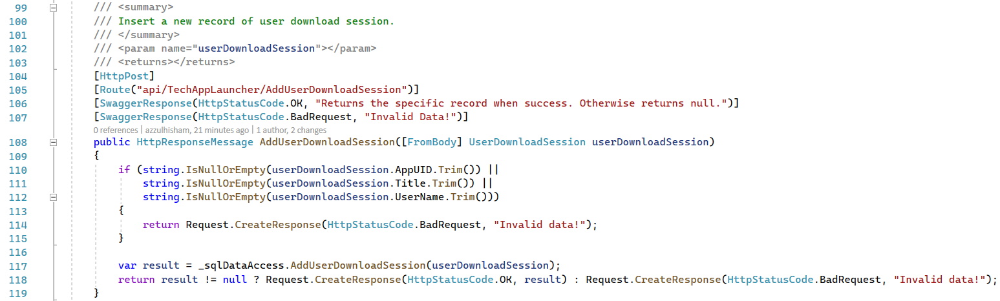 99 /// <summary>
100 /// Insert a new record of user download session.
101 /// </summary>
102 /// <param name="userDownloadSession"></param>
103 /// <returns></returns>
104 [HttpPost]
105 [Route("api/TechAppLauncher/AddUserDownloadSession")]
106 [SwaggerResponse(HttpStatusCode.OK, "Returns the specific record when success. Otherwise returns null.")]
107 [SwaggerResponse(HttpStatusCode.BadRequest, "Invalid Data!")]
0 references | azzulhisham, 21 minutes ago | 1 author, 2 changes
108 public HttpResponseMessage AddUserDownloadSession([FromBody] UserDownloadSession userDownloadSession)
109 {
110 if (string.IsNullOrEmpty(userDownloadSession.AppUID.Trim()) ||
111 string.IsNullOrEmpty(userDownloadSession.Title.Trim()) ||
112 string.IsNullOrEmpty(userDownloadSession.UserName.Trim()))
113 {
114 return Request.CreateResponse(HttpStatusCode.BadRequest, "Invalid data!");
115 }
116
117 var result = _sqlDataAccess.AddUserDownloadSession(userDownloadSession);
118 return result != null ? Request.CreateResponse(HttpStatusCode.OK, result) : Request.CreateResponse(HttpStatusCode.BadRequest, "Invalid data!");
119 }